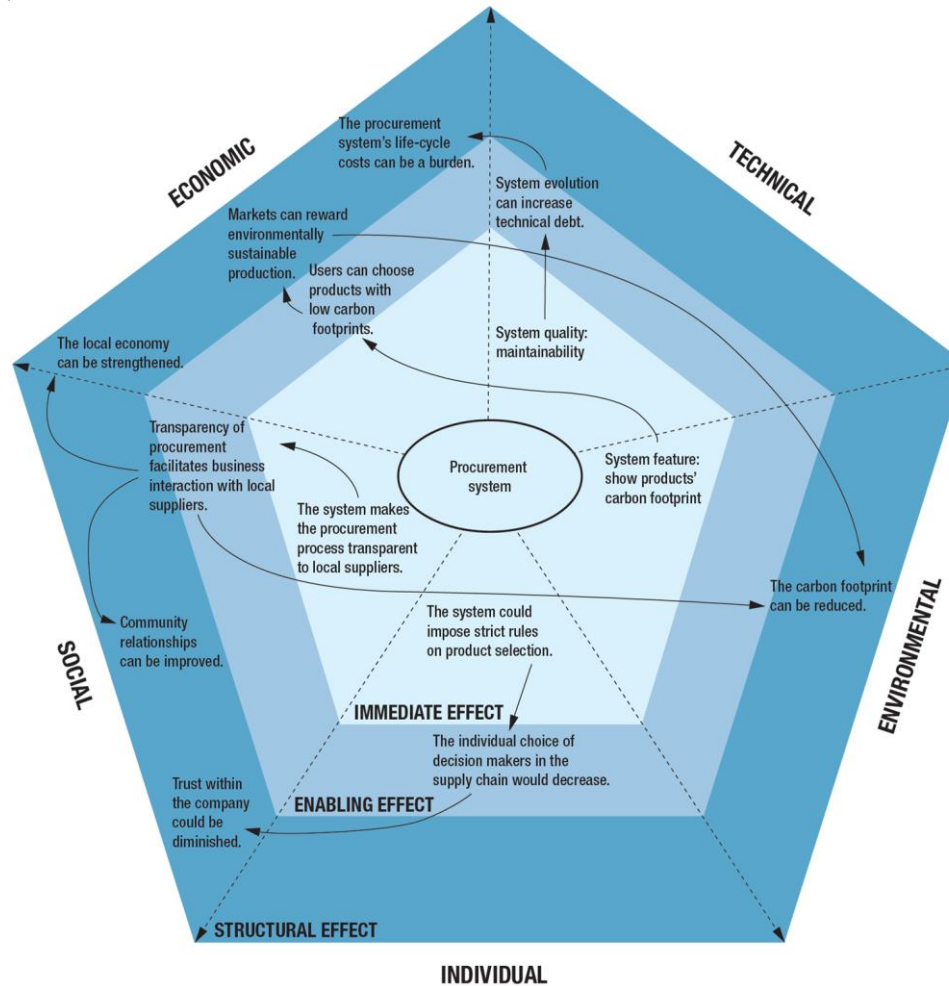 ECONOMIC
TECHNICAL
The procurement
system's life-cycle
costs can be a burden.
System evolution
can increase
technical debt.
Markets can reward
environmentally
sustainable
production.
Users can choose
products with
low carbon
footprints.
System quality:
maintainability
The local economy
can be strengthened.
Transparency of
procurement
facilitates business
interaction with local
suppliers.
Procurement
system
System feature:
show products'
carbon footprint
The system makes
the procurement
process transparent
to local suppliers.
The carbon footprint
can be reduced.
The system could
impose strict rules
on product selection.
Community
relationships
can be improved.
SOCIAL
ENVIRONMENTAL
IMMEDIATE EFFECT
The individual choice of
decision makers in the
supply chain would decrease.
Trust within
the company
could be
diminished.
ENABLING EFFECT
STRUCTURAL EFFECT
INDIVIDUAL